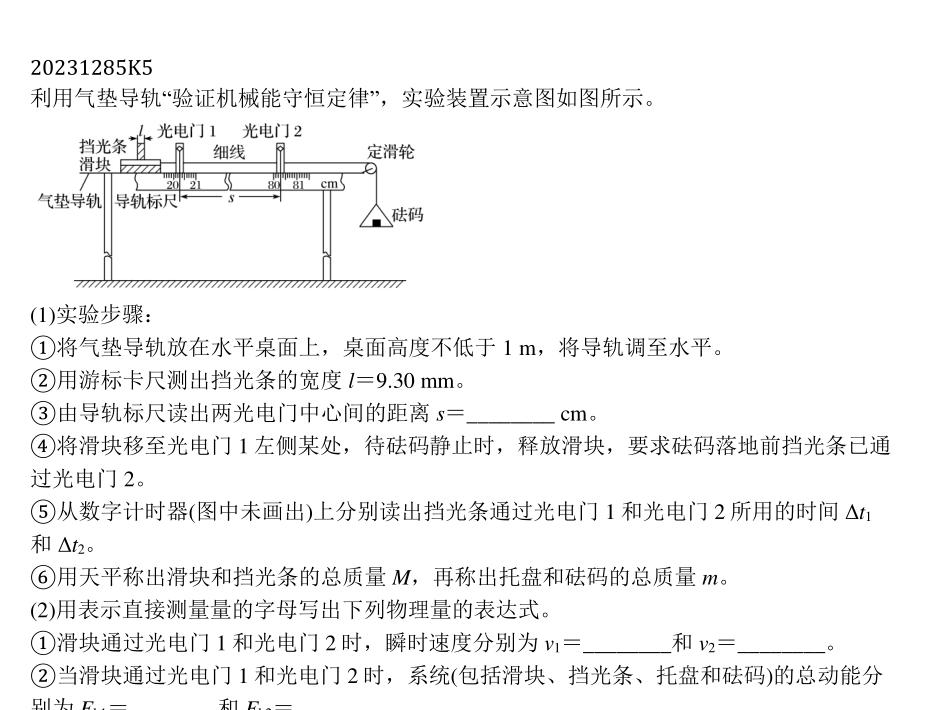 20231285K5
利用气垫导轨“验证机械能守恒定律”，实验装置示意图如图所示。
l 光电门1 光电门2
挡光条 细线 定滑轮
滑块
20 21 80 81 cm
气垫导轨 导轨标尺 s 砝码
(1)实验步骤：
①将气垫导轨放在水平桌面上，桌面高度不低于 1 m，将导轨调至水平。
②用游标卡尺测出挡光条的宽度 l＝9.30 mm。
③由导轨标尺读出两光电门中心间的距离 s＝________ cm。
④将滑块移至光电门 1 左侧某处，待砝码静止时，释放滑块，要求砝码落地前挡光条已通
过光电门 2。
⑤从数字计时器(图中未画出)上分别读出挡光条通过光电门 1 和光电门 2 所用的时间 Δt1
和 Δt2。
⑥用天平称出滑块和挡光条的总质量 M，再称出托盘和砝码的总质量 m。
(2)用表示直接测量量的字母写出下列物理量的表达式。
①滑块通过光电门 1 和光电门 2 时，瞬时速度分别为 v1＝________和 v2＝________。
②当滑块通过光电门 1 和光电门 2 时，系统(包括滑块、挡光条、托盘和砝码)的总动能分
别为 Ek1＝________和 Ek2＝